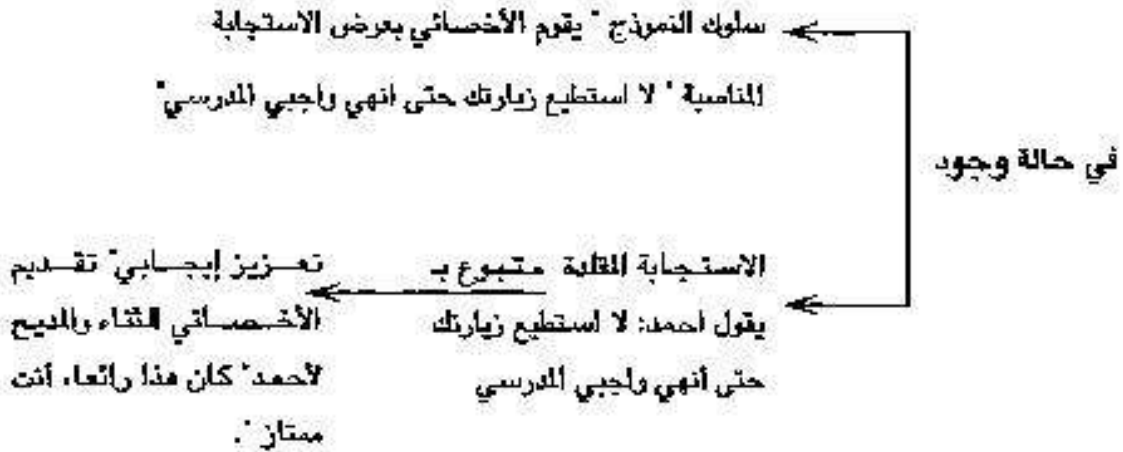 سلوك النموذج " يقوم الأخصائي بعرض الاستجابة
المناسبة " لا استطيع زيارتك حتى انهي واجبي المدرسي"
في حالة وجود
الاستجابة المقلدة متبوع بـ
يقول احمد: لا استطيع زيارتك
حتى أنهي واجبي المدرسي
تعزيز إيجابي" تقديم
الأخصائي الثناء والمديح
لأحمد" كان هذا رائعا، أنت
ممتاز ".